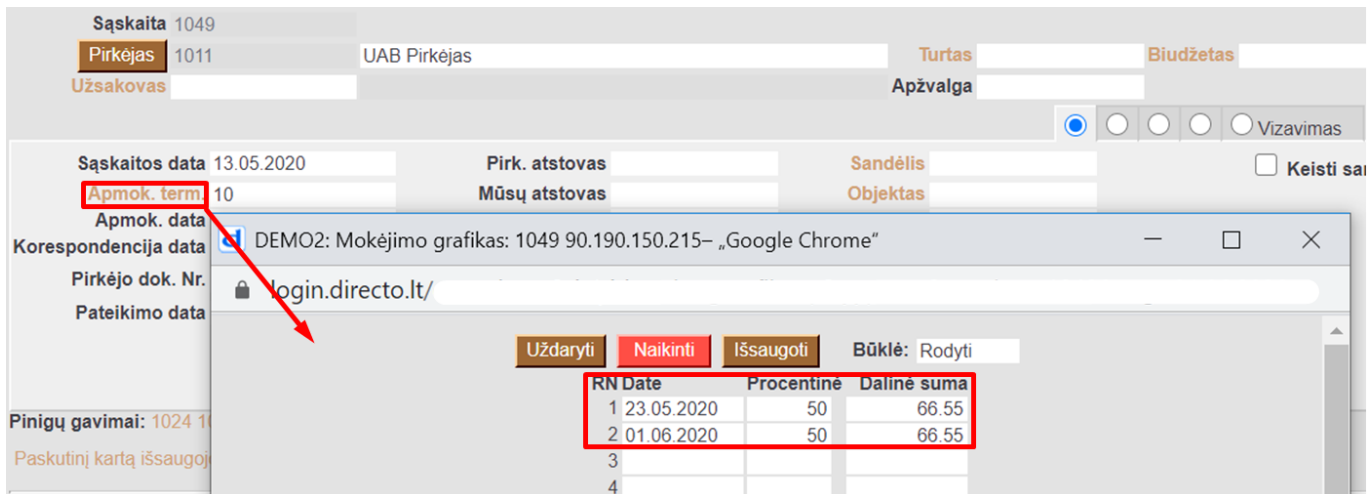 Sąskaita 1049
Pirkėjas 1011 UAB Pirkėjas Turtas Biudžetas
Užsakovas Apžvalga
Vizavimas
Sąskaitos data 13.05.2020 Pirk. atstovas Sandėlis Keisti
Apmok. term. 10 Mūsų atstovas Objektas
Apmok. data
Korespondencija data
Pirkėjo dok. Nr.
Pateikimo data
DEMO2: Mokėjimo grafikas: 1049 90.190.150.215– „Google Chrome“
login.directo.lt/
Uždaryti Naikinti Išsaugoti Būklė: Rodyti
RN Date Procentinė Dalinė suma
1 23.05.2020 50 66.55
2 01.06.2020 50 66.55
3
4
Pinigų gavimai: 1024
Paskutinį kartą